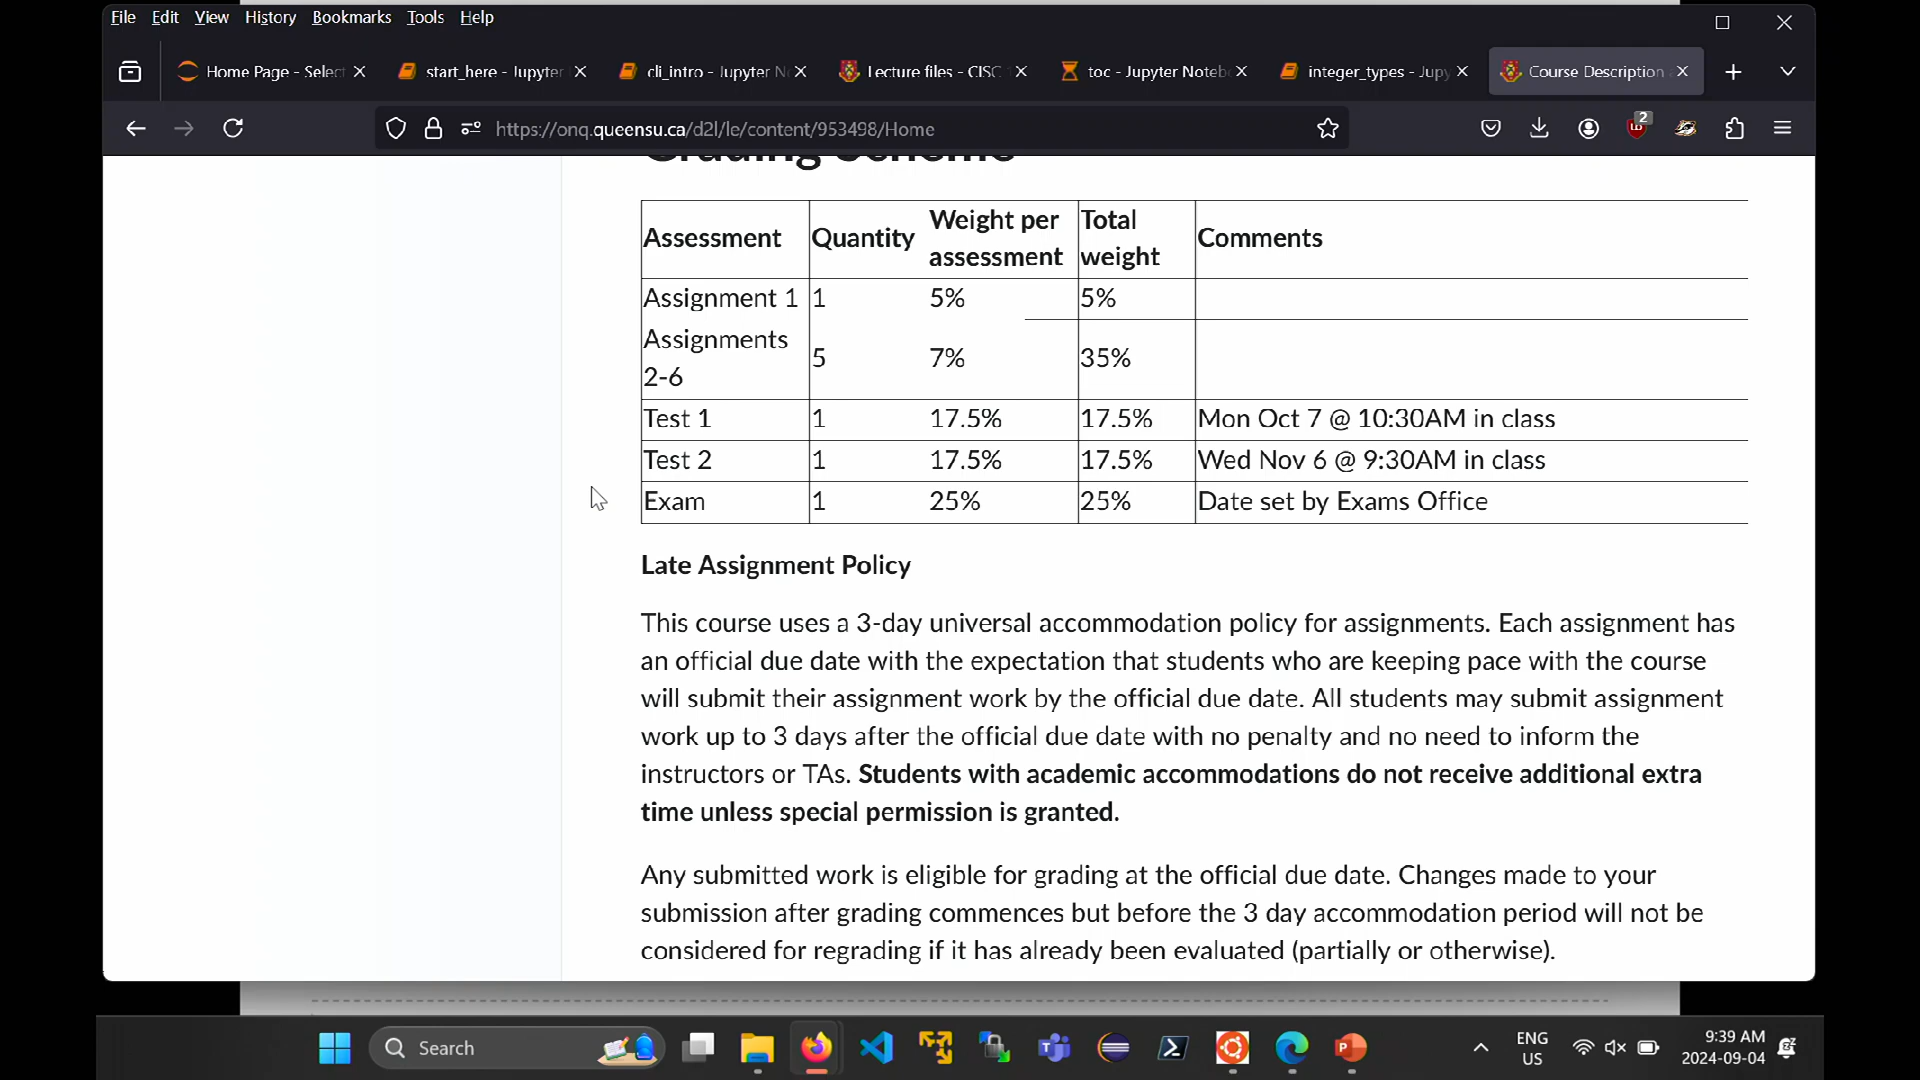 File Edit View History Bookmarks Tools Help
Home Page - Select
start_here - Jupyter
cli_intro - Jupyter N
Lecture files - CISC
toc - Jupyter Noteb
integer_types - Jupy
Course Description
https://onq.queensu.ca/d2l/le/content/953498/Home
2
Grading Scheme
Assessment Quantity Weight per assessment Total weight Comments
Assignment 1 1 5% 5%
Assignments 2-6 5 7% 35%
Test 1 1 17.5% 17.5% Mon Oct 7 @ 10:30AM in class
Test 2 1 17.5% 17.5% Wed Nov 6 @ 9:30AM in class
Exam 1 25% 25% Date set by Exams Office
Late Assignment Policy
This course uses a 3-day universal accommodation policy for assignments. Each assignment has
an official due date with the expectation that students who are keeping pace with the course
will submit their assignment work by the official due date. All students may submit assignment
work up to 3 days after the official due date with no penalty and no need to inform the
instructors or TAs. Students with academic accommodations do not receive additional extra
time unless special permission is granted.
Any submitted work is eligible for grading at the official due date. Changes made to your
submission after grading commences but before the 3 day accommodation period will not be
considered for regrading if it has already been evaluated (partially or otherwise).
Search
ENG
US
9:39 AM
2024-09-04